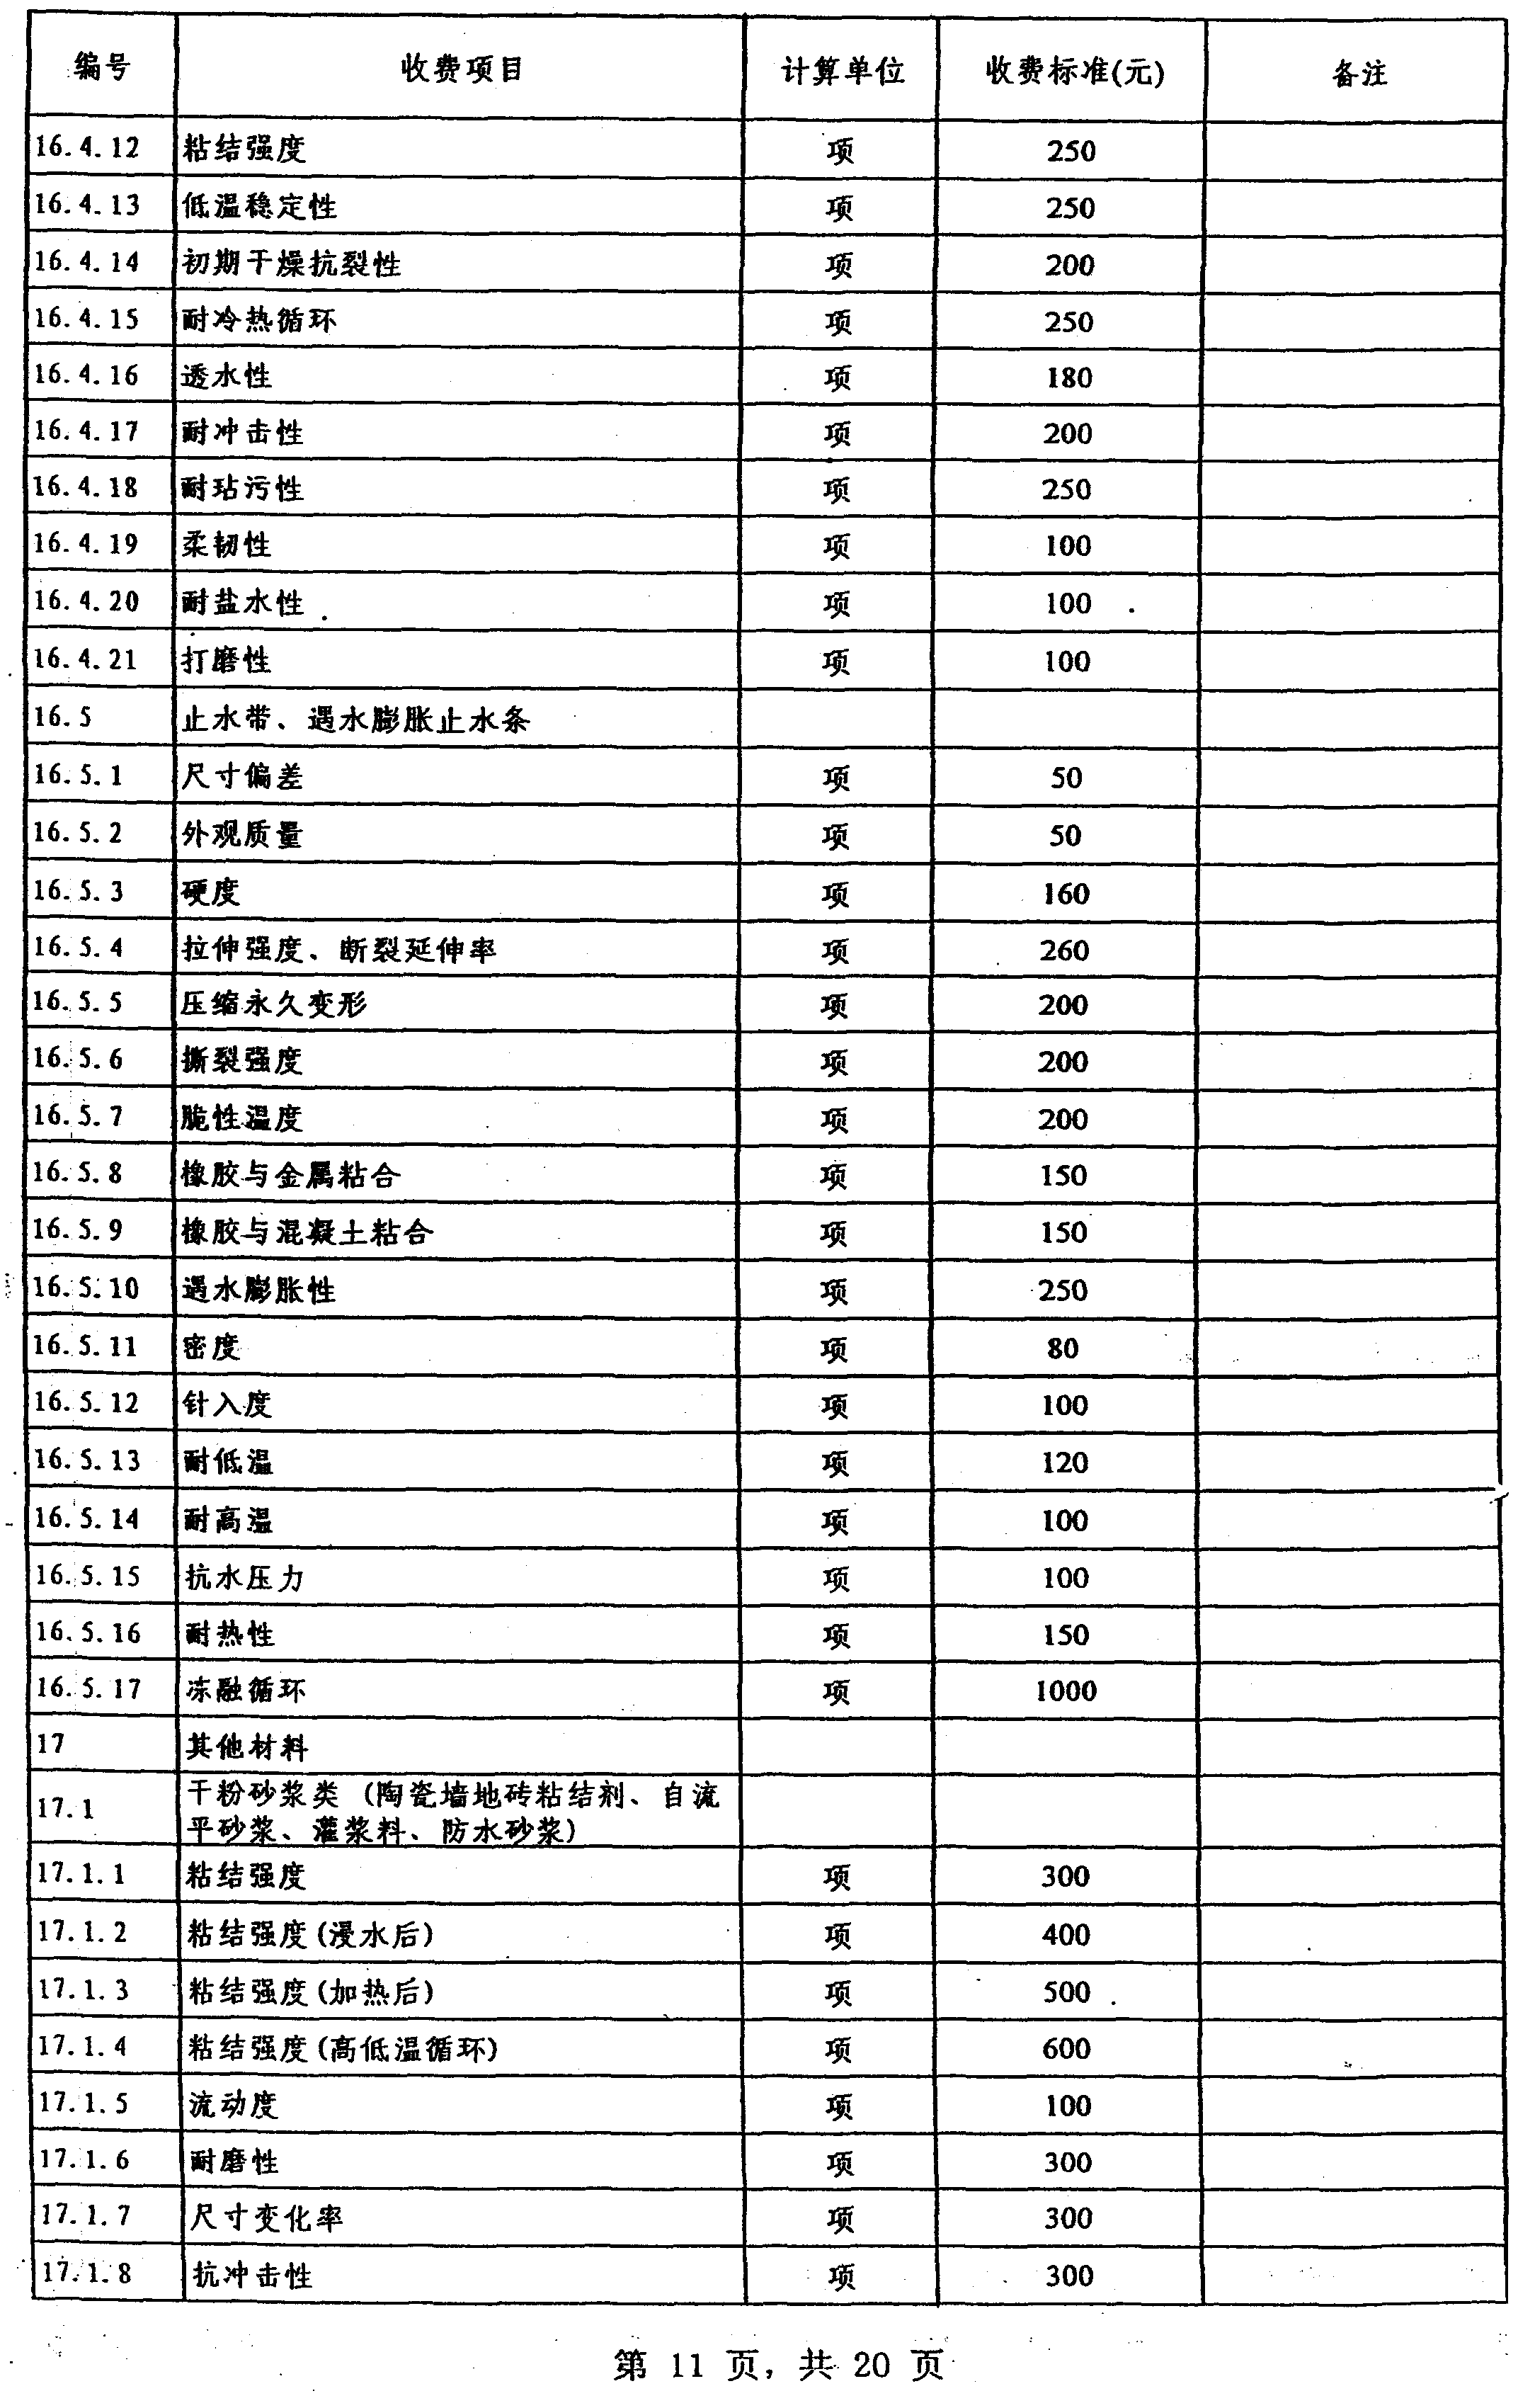 编号 收费项目 计算单位 收费标准(元) 备注
16.4.12 粘结强度 项 250
16.4.13 低温稳定性 项 250
16.4.14 初期干燥抗裂性 项 200
16.4.15 耐冷热循环 项 250
16.4.16 透水性 项 180
16.4.17 耐冲击性 项 200
16.4.18 耐玷污性 项 250
16.4.19 柔韧性 项 100
16.4.20 耐盐水性 项 100
16.4.21 打磨性 项 100
16.5 止水带、遇水膨胀止水条
16.5.1 尺寸偏差 项 50
16.5.2 外观质量 项 50
16.5.3 硬度 项 160
16.5.4 拉伸强度、断裂延伸率 项 260
16.5.5 压缩永久变形 项 200
16.5.6 撕裂强度 项 200
16.5.7 脆性温度 项 200
16.5.8 橡胶与金属粘合 项 150
16.5.9 橡胶与混凝土粘合 项 150
16.5.10 遇水膨胀性 项 250
16.5.11 密度 项 80
16.5.12 针入度 项 100
16.5.13 耐低温 项 120
16.5.14 耐高温 项 100
16.5.15 抗水压力 项 100
16.5.16 耐热性 项 150
16.5.17 冻融循环 项 1000
17 其他材料
17.1 干粉砂浆类（陶瓷墙地砖粘结剂、自流
平砂浆、灌浆料、防水砂浆）
17.1.1 粘结强度 项 300
17.1.2 粘结强度(浸水后) 项 400
17.1.3 粘结强度(加热后) 项 500
17.1.4 粘结强度(高低温循环) 项 600
17.1.5 流动度 项 100
17.1.6 耐磨性 项 300
17.1.7 尺寸变化率 项 300
17.1.8 抗冲击性 项 300
第 11 页，共 20 页